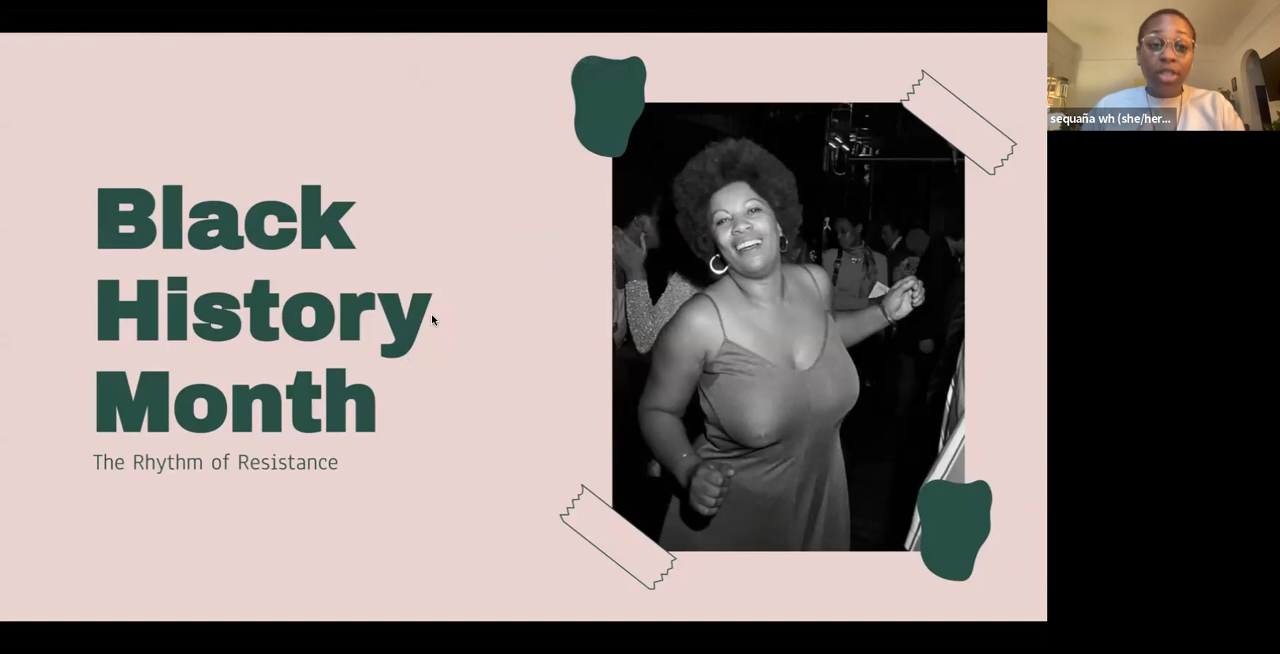 Black
History
Month
The Rhythm of Resistance
sequaña wh (she/her...